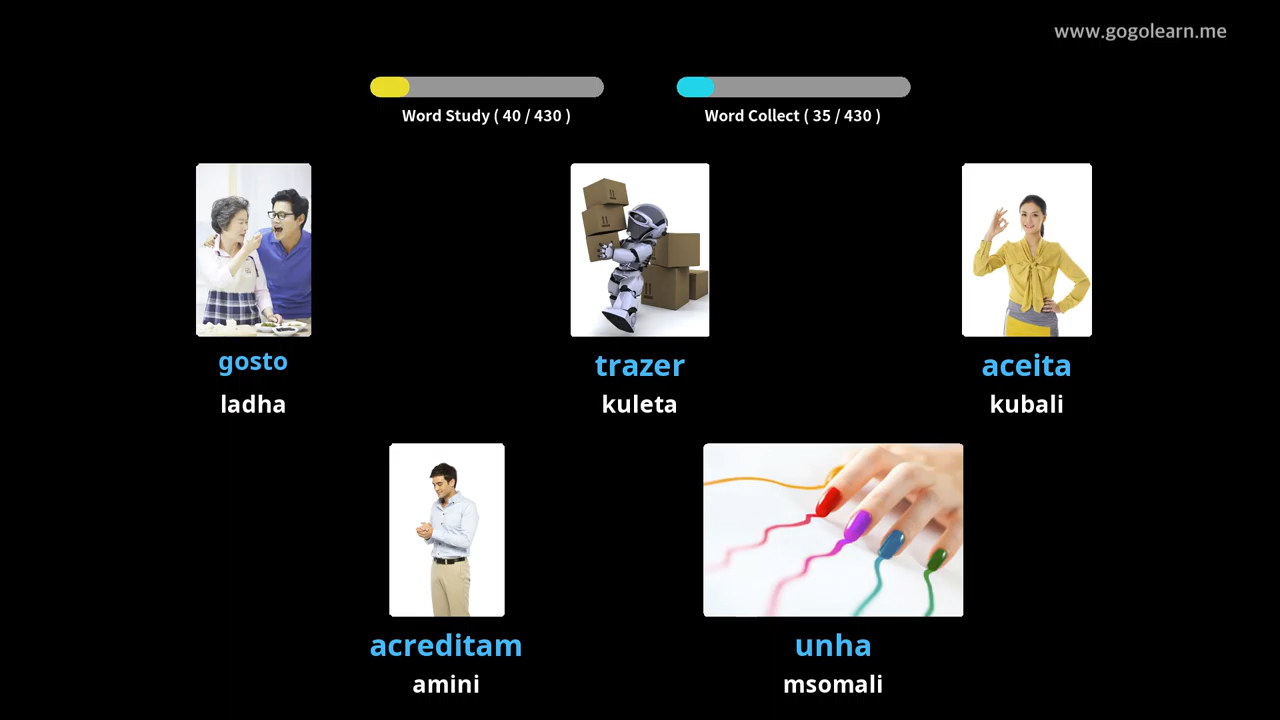 www.gogolearn.me
Word Study ( 40 / 430 )
Word Collect ( 35 / 430 )
gosto
ladha
trazer
kuleta
aceita
kubali
acreditam
amini
unha
msomali